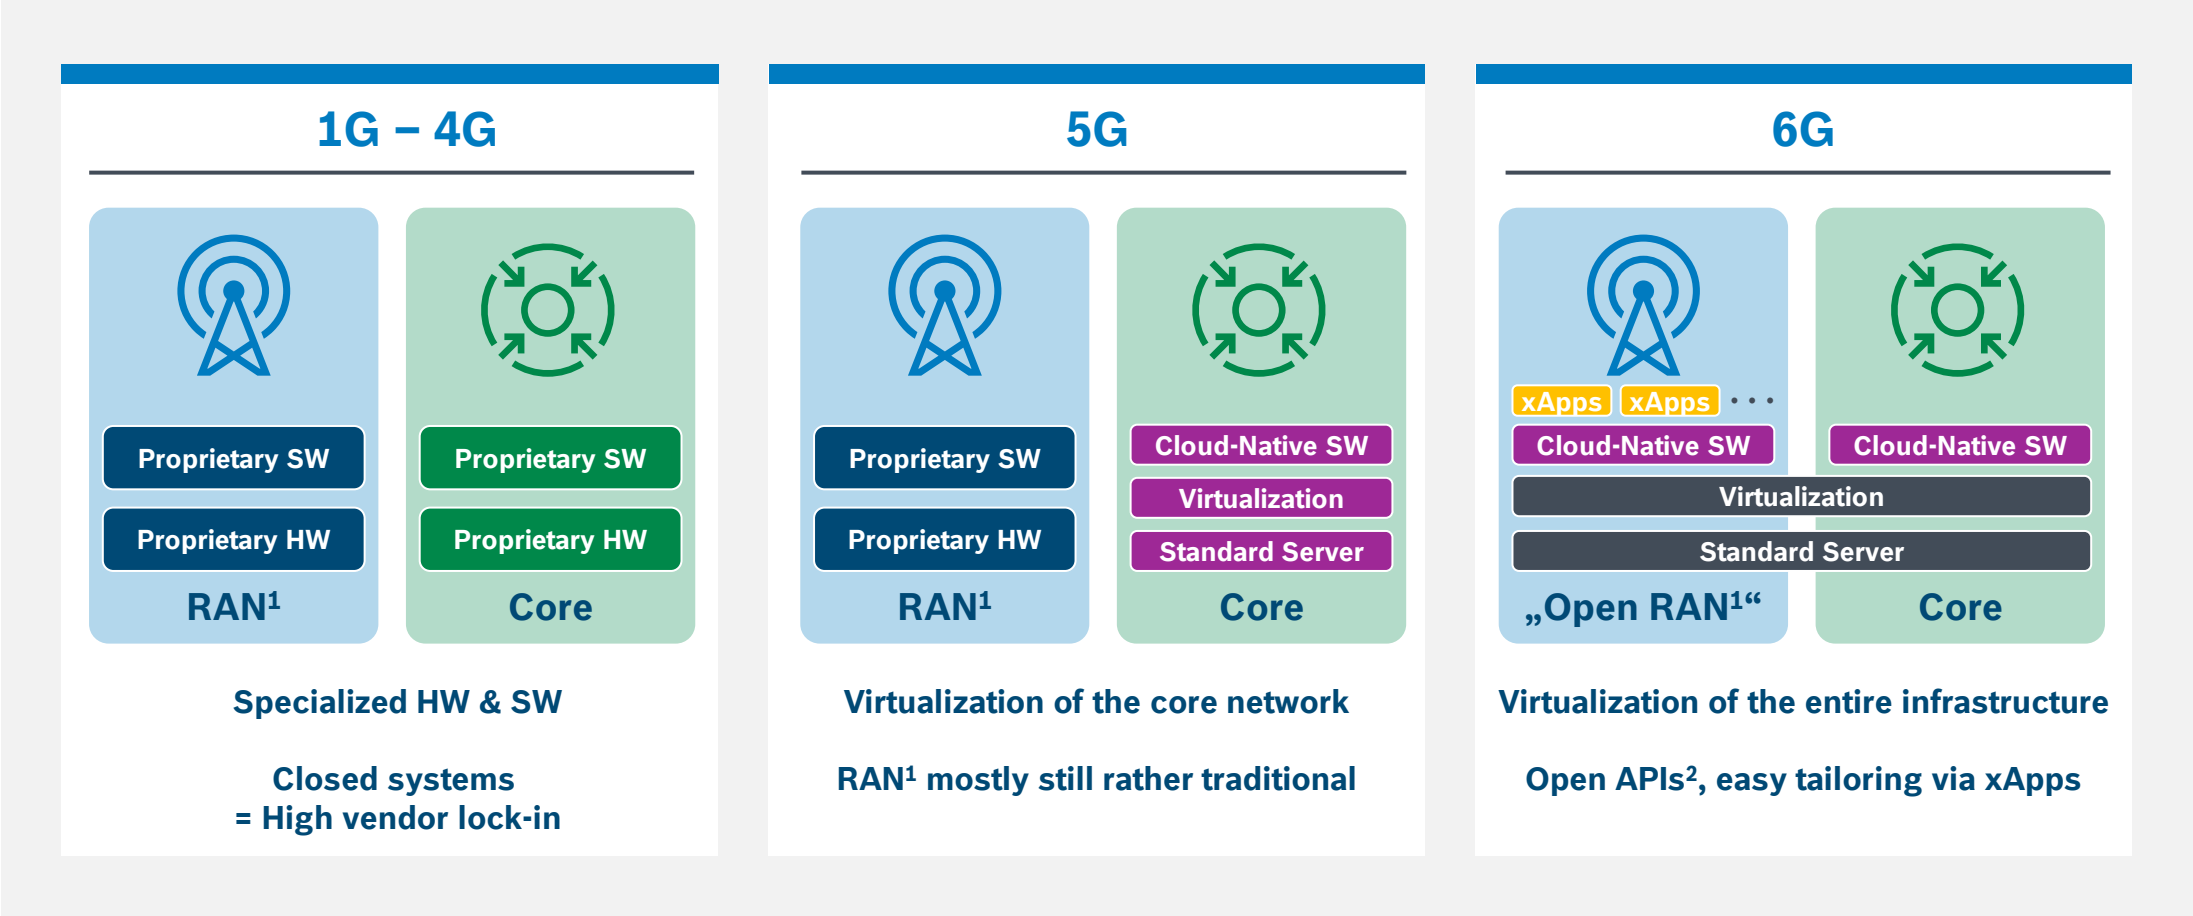 1G – 4G
Proprietary SW
Proprietary HW
RAN¹
Proprietary SW
Proprietary HW
Core
Specialized HW & SW
Closed systems
= High vendor lock-in
5G
Proprietary SW
Proprietary HW
RAN¹
Cloud-Native SW
Virtualization
Standard Server
Core
Virtualization of the core network
RAN¹ mostly still rather traditional
6G
xApps xApps ...
Cloud-Native SW
Cloud-Native SW
Virtualization
Standard Server
„Open RAN¹“
Core
Virtualization of the entire infrastructure
Open APIs², easy tailoring via xApps